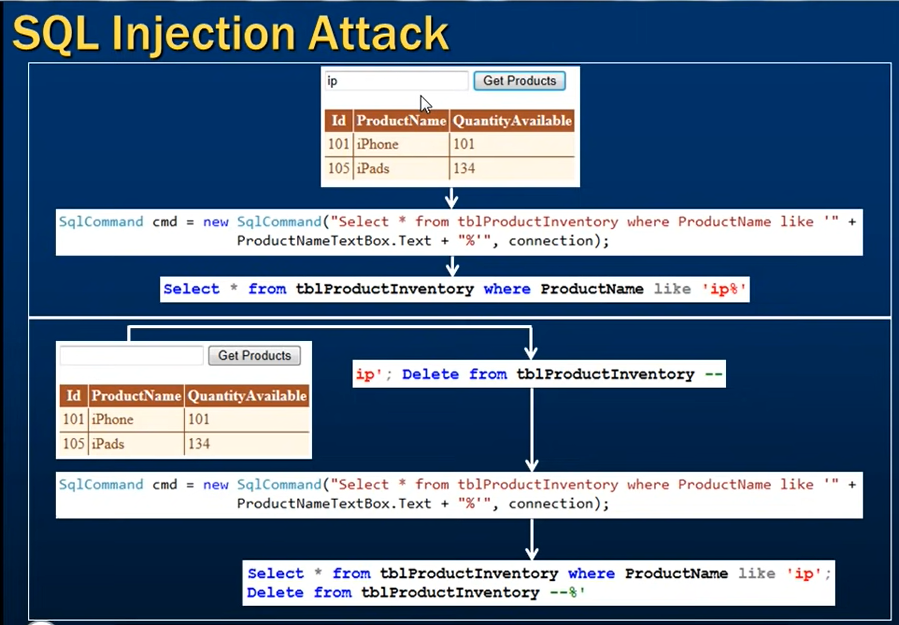 SQL Injection Attack
ip Get Products
Id ProductName QuantityAvailable
101 iPhone 101
105 iPads 134
SqlCommand cmd = new SqlCommand("Select * from tblProductInventory where ProductName like '" +
ProductNameTextBox.Text + "%'", connection);
Select * from tblProductInventory where ProductName like 'ip%'
Get Products
Id ProductName QuantityAvailable
101 iPhone 101
105 iPads 134
ip'; Delete from tblProductInventory --
SqlCommand cmd = new SqlCommand("Select * from tblProductInventory where ProductName like '" +
ProductNameTextBox.Text + "%'", connection);
Select * from tblProductInventory where ProductName like 'ip';
Delete from tblProductInventory --%'